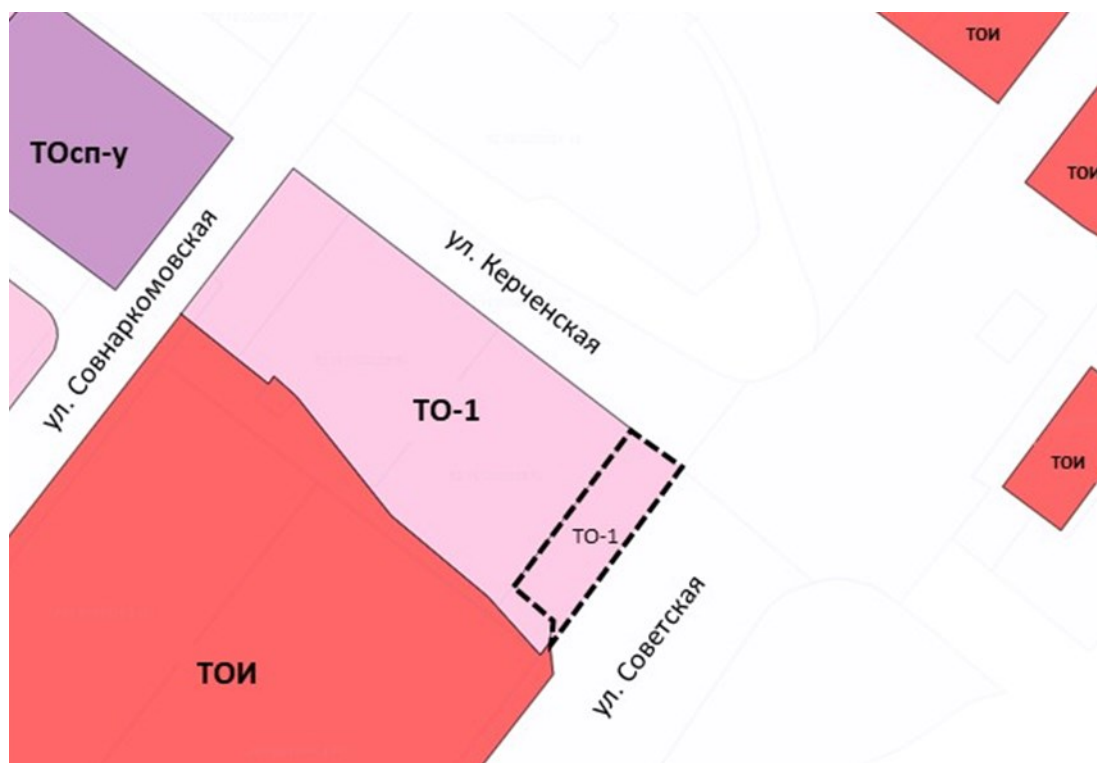 ТОИ
ТОсп-у
ТОИ
ул. Совнаркомовская
ул. Керченская
ТО-1
ТОИ
ТО-1
ул. Советская
ТОИ